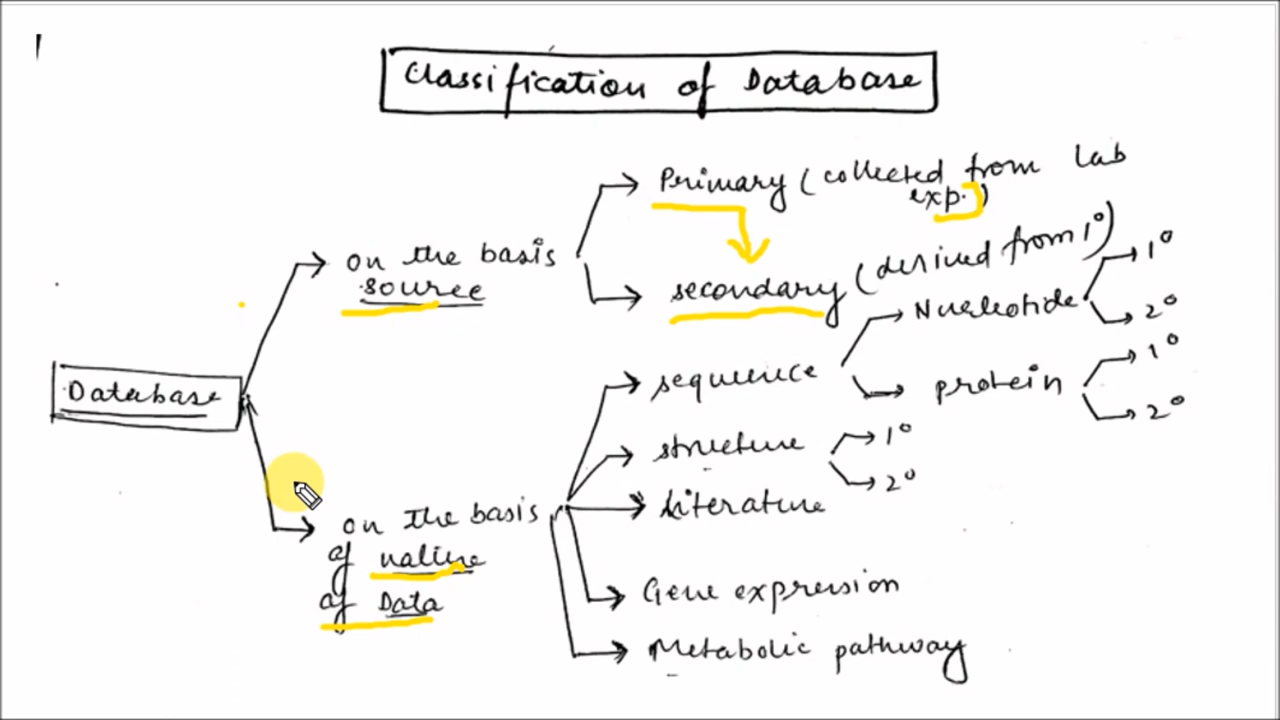 Classification of Database
Primary (collected from lab
exp.)
on the basis
source
secondary (derived from 1°)
Nucleotide
1°
2°
Database
sequence
protein
1°
2°
structure
1°
2°
on the basis
of nature
of Data
Literature
Gene expression
Metabolic pathway